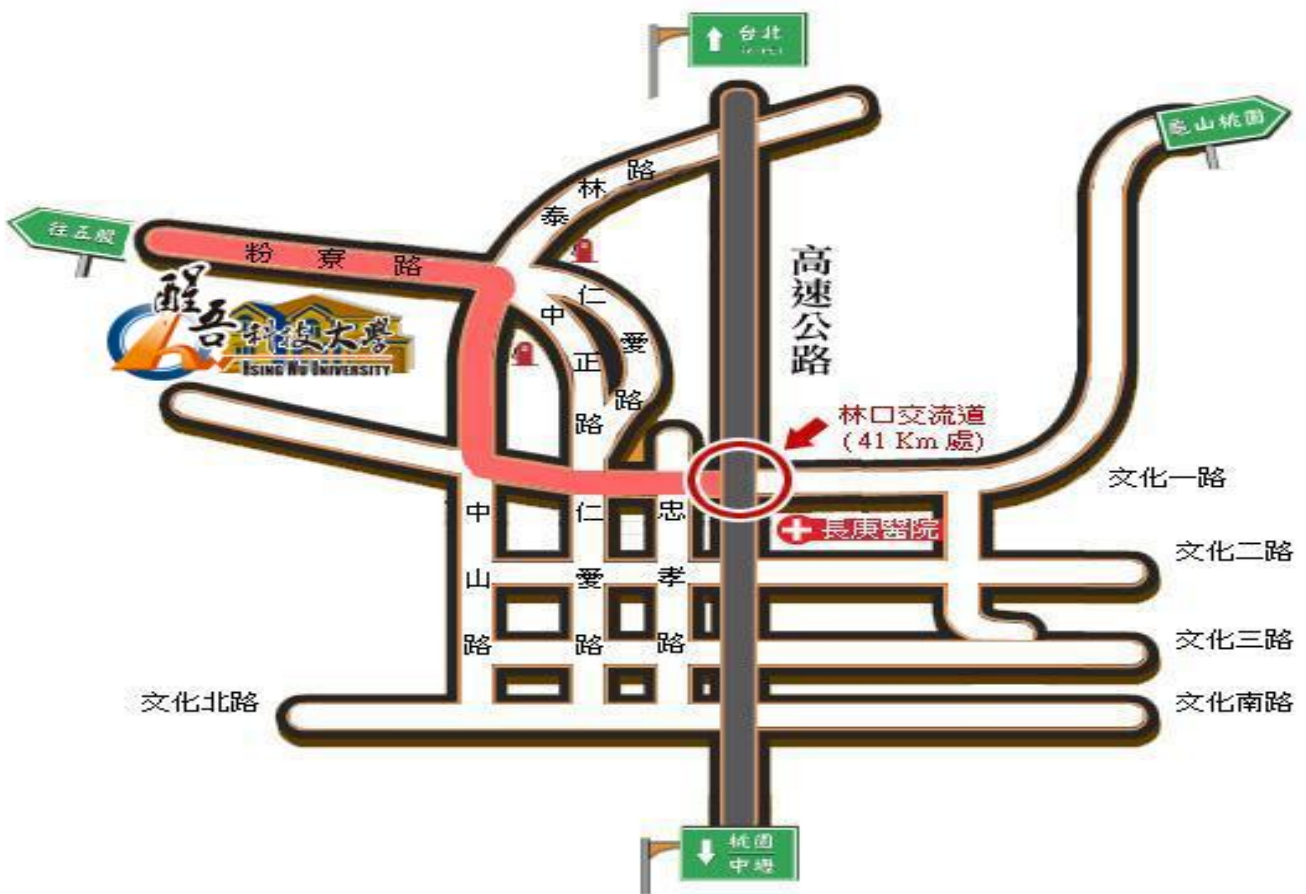 台北
龜山桃園
泰林路
往五股
粉寮路
仁愛路
中正路
高速公路
醒吾科技大學
HSING WU UNIVERSITY
林口交流道
(41 Km 處)
文化一路
長庚醫院
中山路
仁愛路
忠孝路
文化二路
文化三路
文化北路
文化南路
桃園
中壢